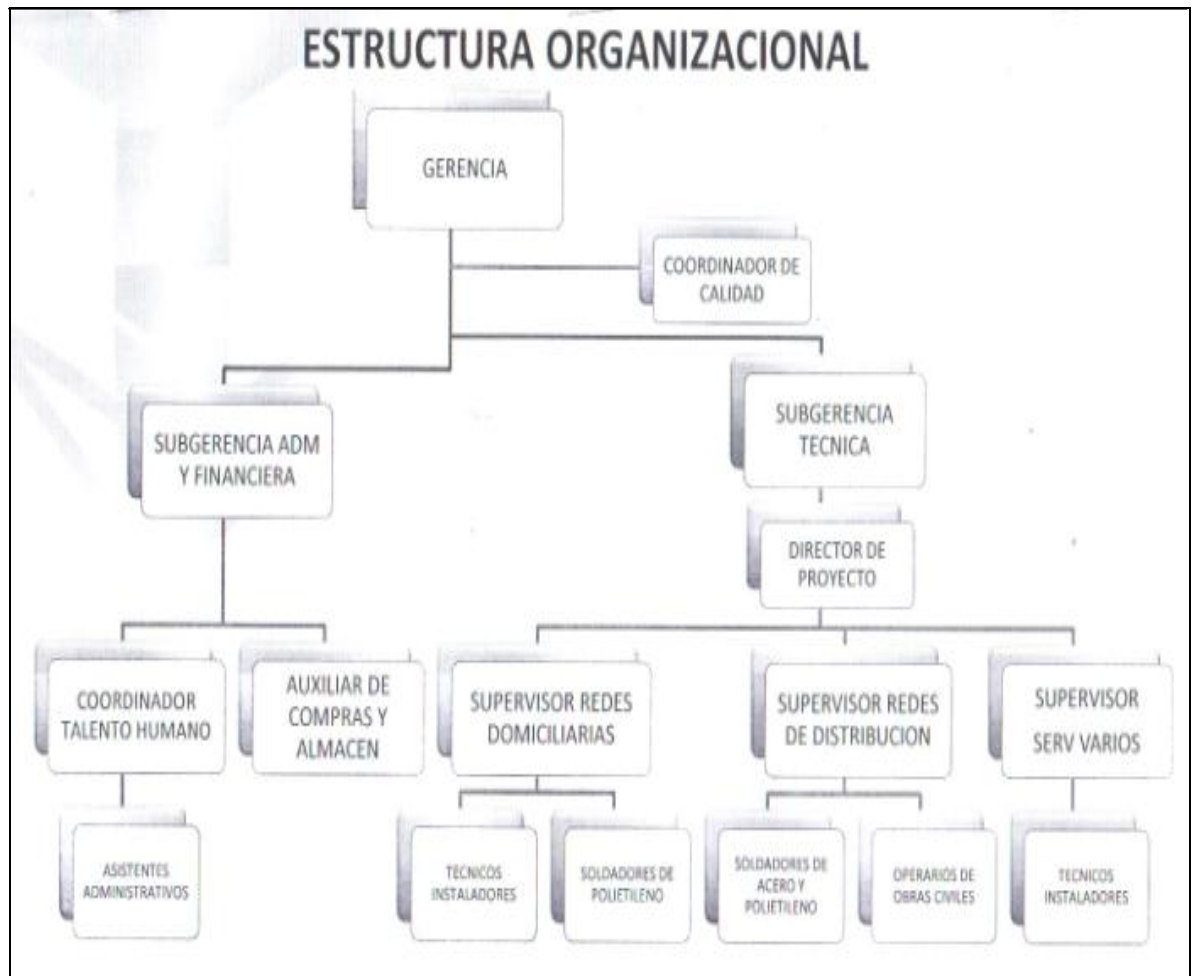 ESTRUCTURA ORGANIZACIONAL
GERENCIA
COORDINADOR DE
CALIDAD
SUBGERENCIA ADM
Y FINANCIERA
SUBGERENCIA
TECNICA
DIRECTOR DE
PROYECTO
COORDINADOR
TALENTO HUMANO
AUXILIAR DE
COMPRAS Y
ALMACEN
SUPERVISOR REDES
DOMICILIARIAS
SUPERVISOR REDES
DE DISTRIBUCION
SUPERVISOR
SERV VARIOS
ASISTENTES
ADMINISTRATIVOS
TECNICOS
INSTALADORES
SOLDADORES DE
POLIETILENO
SOLDADORES DE
ACERO Y
POLIETILENO
OPERARIOS DE
OBRAS CIVILES
TECNICOS
INSTALADORES